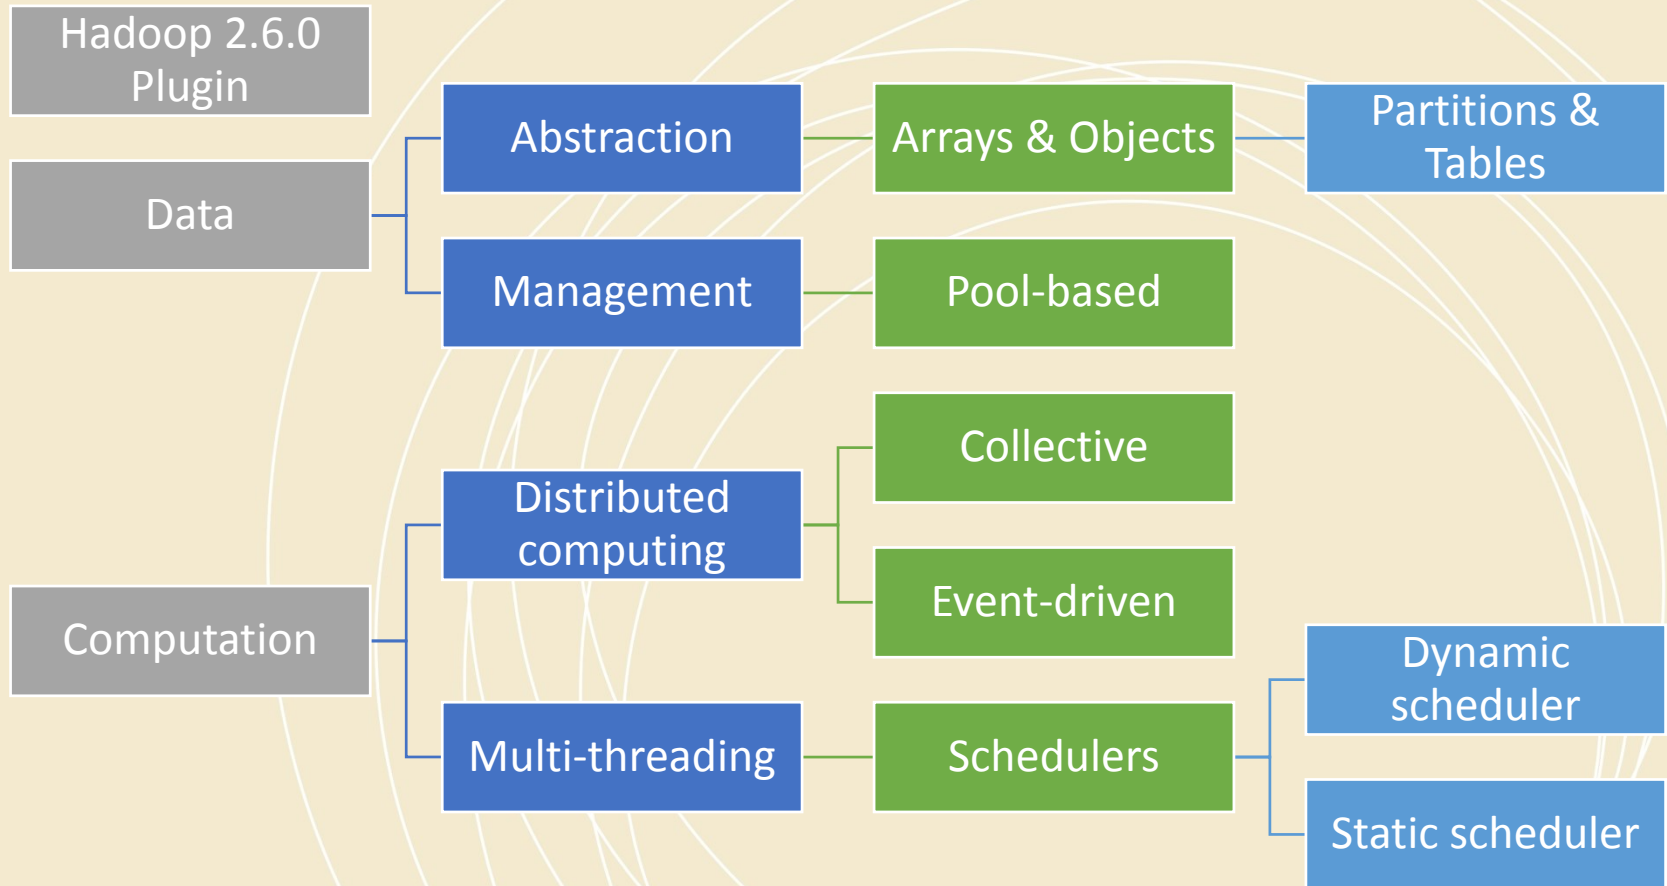 Hadoop 2.6.0
Plugin
Data
Abstraction
Arrays & Objects
Partitions &
Tables
Management
Pool-based
Computation
Distributed
computing
Collective
Event-driven
Multi-threading
Schedulers
Dynamic
scheduler
Static scheduler